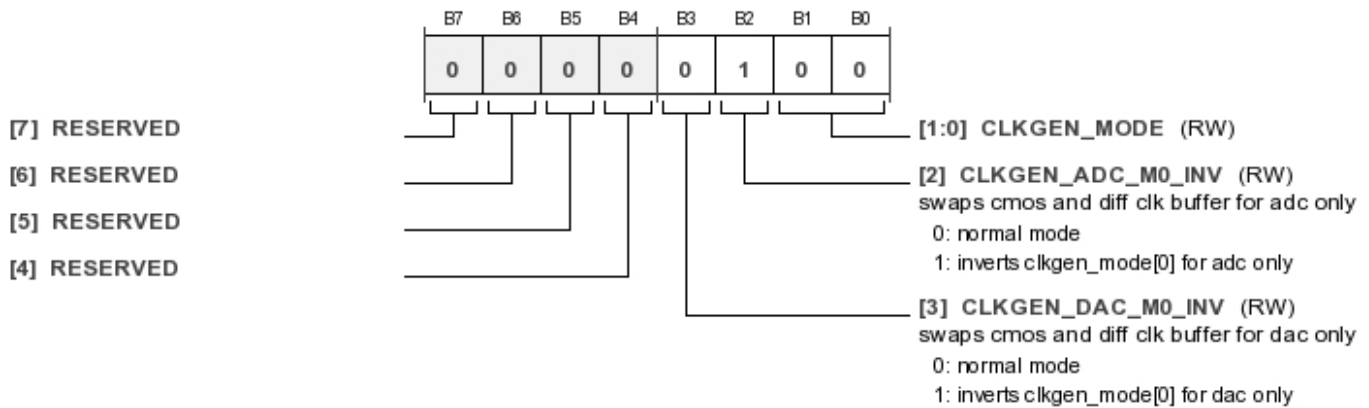 B7 B6 B5 B4 B3 B2 B1 B0
0 0 0 0 0 1 0 0
[7] RESERVED
[6] RESERVED
[5] RESERVED
[4] RESERVED
[1:0] CLKGEN_MODE (RW)
[2] CLKGEN_ADC_M0_INV (RW)
swaps cmos and diff clk buffer for adc only
0: normal mode
1: inverts clkgen_mode[0] for adc only
[3] CLKGEN_DAC_M0_INV (RW)
swaps cmos and diff clk buffer for dac only
0: normal mode
1: inverts clkgen_mode[0] for dac only